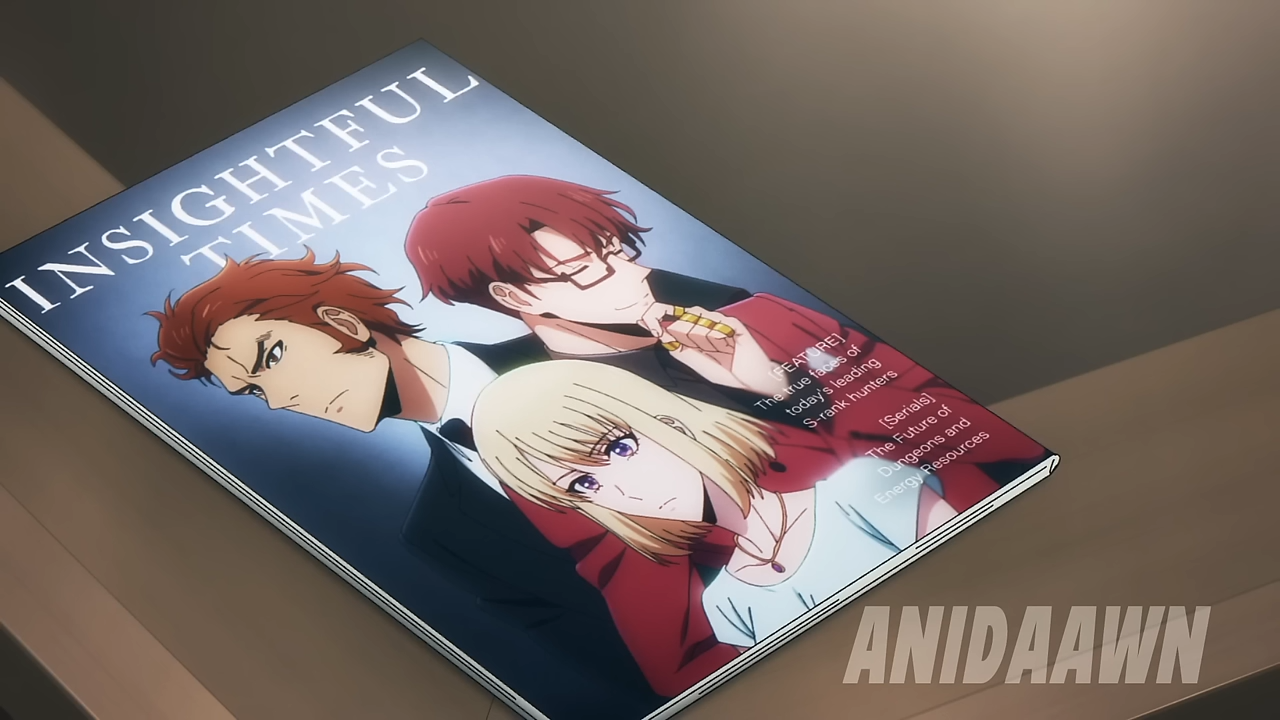 INSIGHTFUL
TIMES
[FEATURE]
The true faces of
today's leading
S-rank hunters
[Serials]
The Future of
Dungeons and
Energy Resources
ANIDAAWN